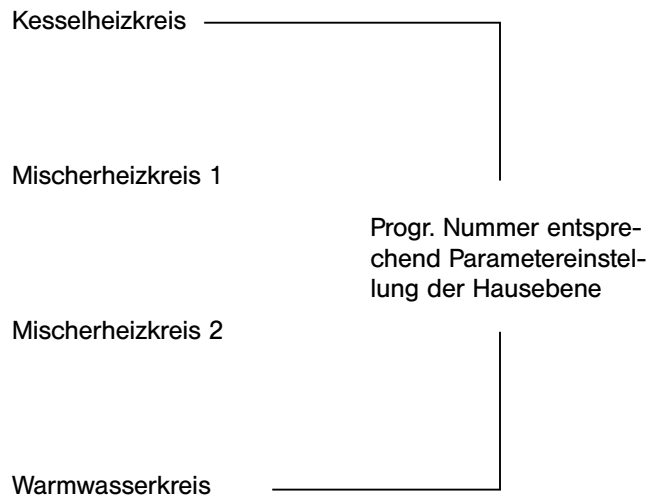 Kesselheizkreis
Mischerheizkreis 1
Progr. Nummer entspre-
chend Parametereinstel-
lung der Hausebene
Mischerheizkreis 2
Warmwasserkreis